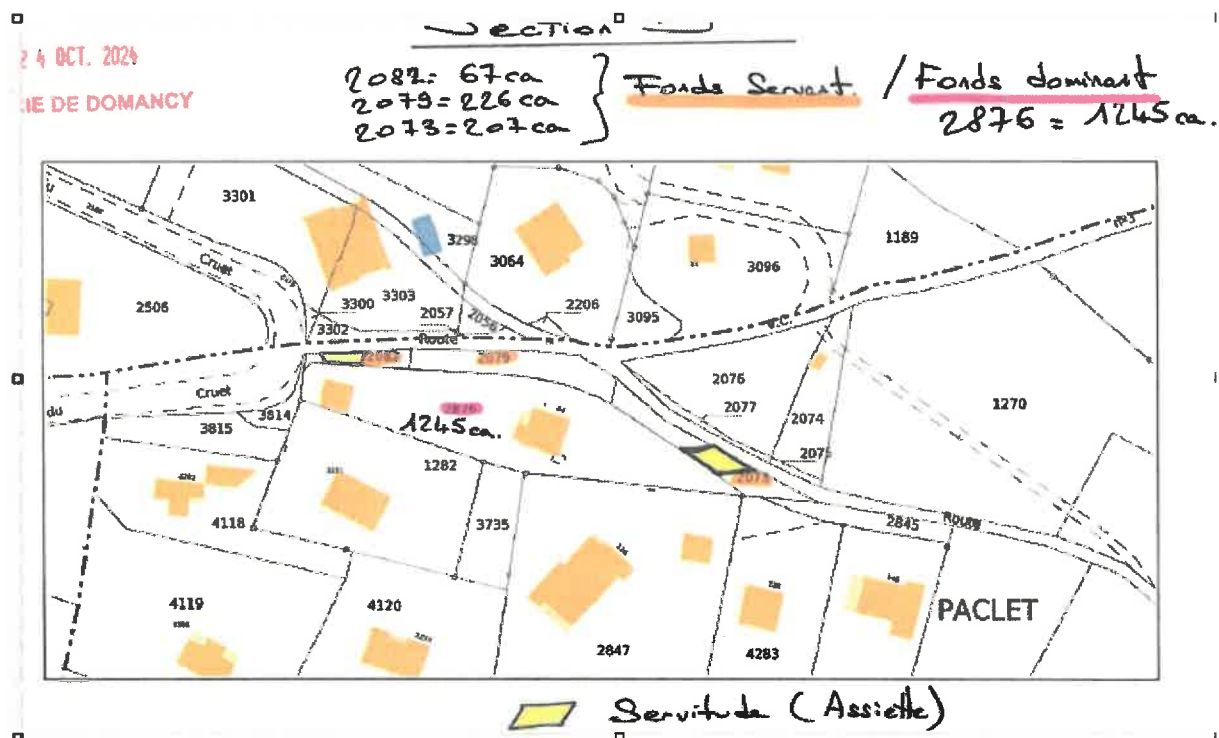 Section
2 4 OCT. 2024
IE DE DOMANCY
2082 = 67 ca
2079 = 226 ca
2073 = 207 ca
Fonds Servant. / Fonds dominant
2876 = 1245 ca.
3301
1189
3298
3064
3096
Cruet
3300
3303
2206
2506
2057
2056
3095
V.C
3302
Route
2082
2079
2076
Cruet
du
2876
2077
1270
3814
2074
3815
1245 ca.
1282
2075
2073
4118
3735
2845
Route
4119
4120
PACLET
2847
4283
Servitude (Assiette)